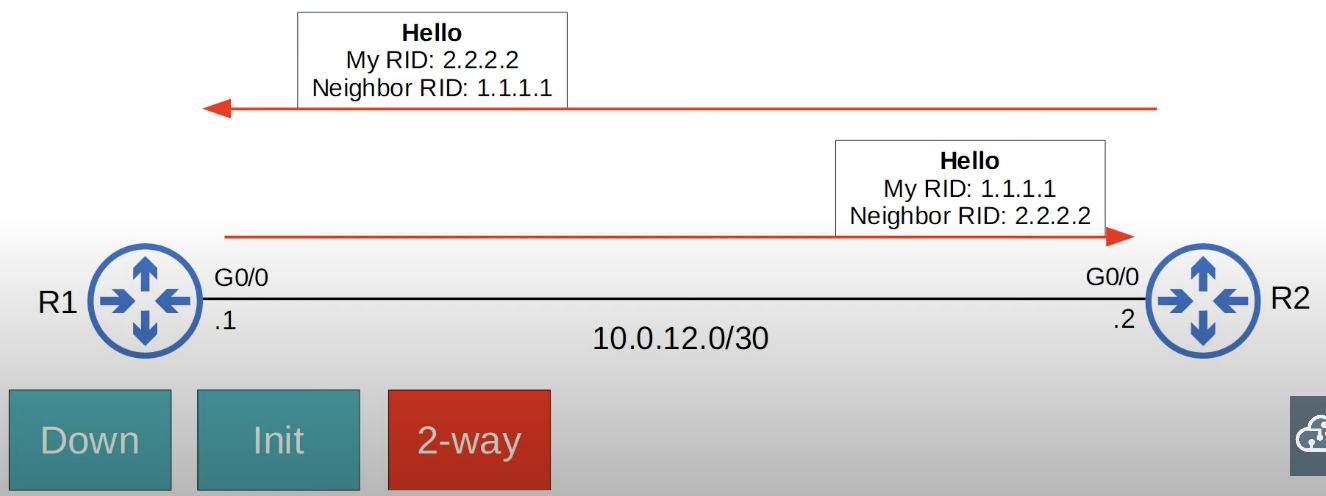 Hello
My RID: 2.2.2.2
Neighbor RID: 1.1.1.1
Hello
My RID: 1.1.1.1
Neighbor RID: 2.2.2.2
R1
G0/0
.1
10.0.12.0/30
G0/0
.2
R2
Down
Init
2-way